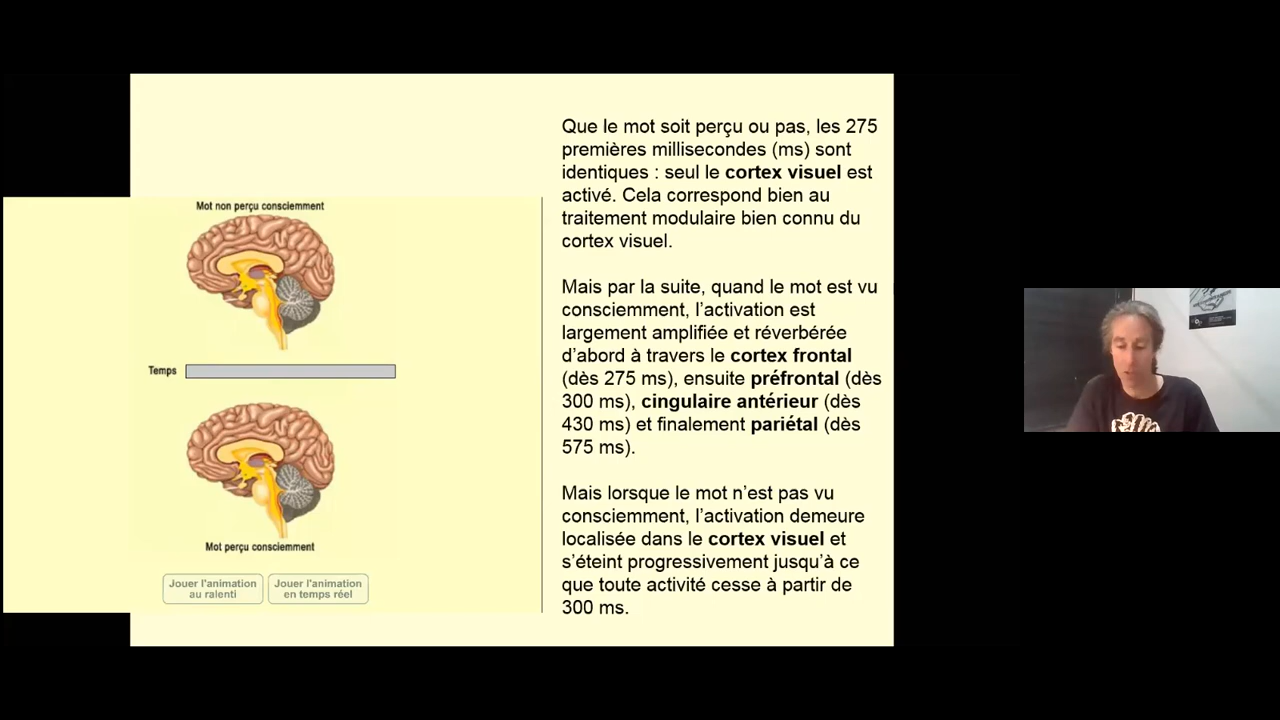 Mot non perçu consciemment
Temps
Mot perçu consciemment
Jouer l'animation
au ralenti
Jouer l'animation
en temps réel
Que le mot soit perçu ou pas, les 275
premières millisecondes (ms) sont
identiques : seul le cortex visuel est
activé. Cela correspond bien au
traitement modulaire bien connu du
cortex visuel.
Mais par la suite, quand le mot est vu
consciemment, l’activation est
largement amplifiée et réverbérée
d’abord à travers le cortex frontal
(dès 275 ms), ensuite préfrontal (dès
300 ms), cingulaire antérieur (dès
430 ms) et finalement pariétal (dès
575 ms).
Mais lorsque le mot n’est pas vu
consciemment, l’activation demeure
localisée dans le cortex visuel et
s’éteint progressivement jusqu’à ce
que toute activité cesse à partir de
300 ms.